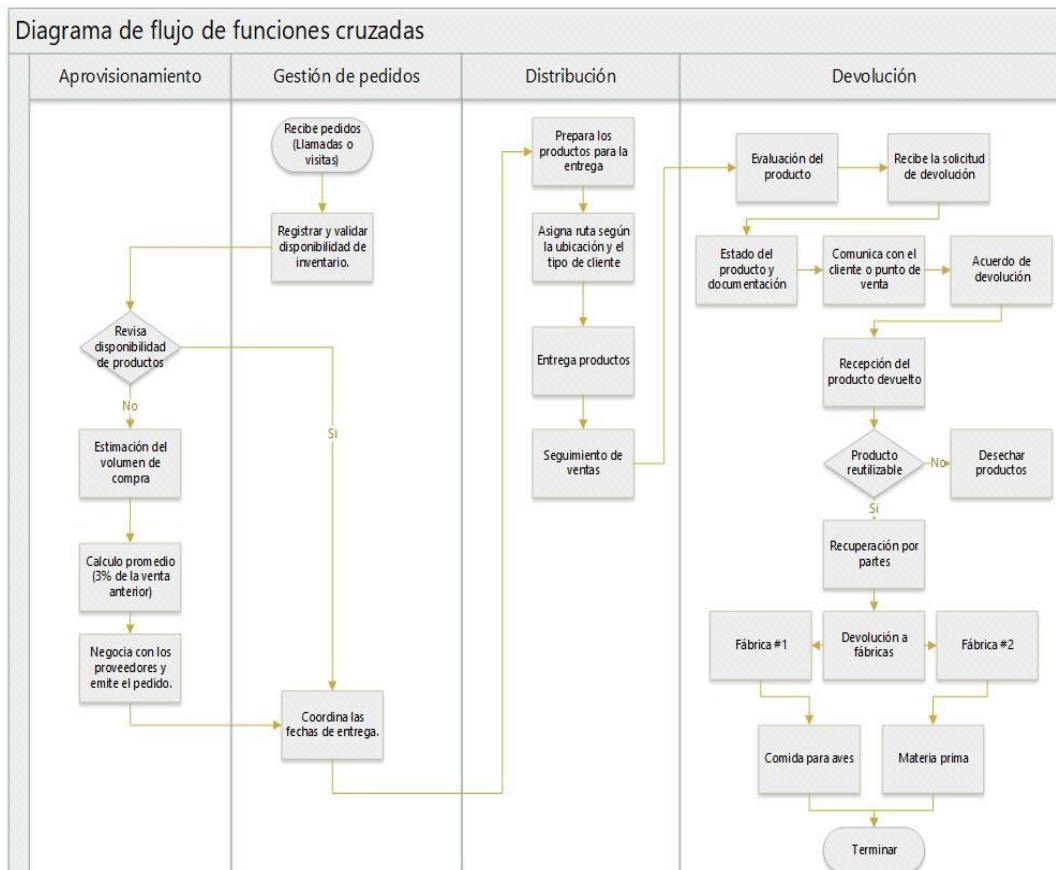 Diagrama de flujo de funciones cruzadas
Aprovisionamiento
Gestión de pedidos
Distribución
Devolución
Recibe pedidos
(Llamadas o
visitas)
Registrar y validar
disponibilidad de
inventario.
Revisa
disponibilidad
de productos
No
Si
Estimación del
volumen de
compra
Calculo promedio
(3% de la venta
anterior)
Negocia con los
proveedores y
emite el pedido.
Coordina las
fechas de entrega.
Prepara los
productos para la
entrega
Asigna ruta según
la ubicación y el
tipo de cliente
Entrega productos
Seguimiento de
ventas
Evaluación del
producto
Recibe la solicitud
de devolución
Estado del
producto y
documentación
Comunica con el
cliente o punto de
venta
Acuerdo de
devolución
Recepción del
producto devuelto
Producto
reutilizable
No
Desechar
productos
Si
Recuperación por
partes
Fábrica #1
Devolución a
fábricas
Fábrica #2
Comida para aves
Materia prima
Terminar